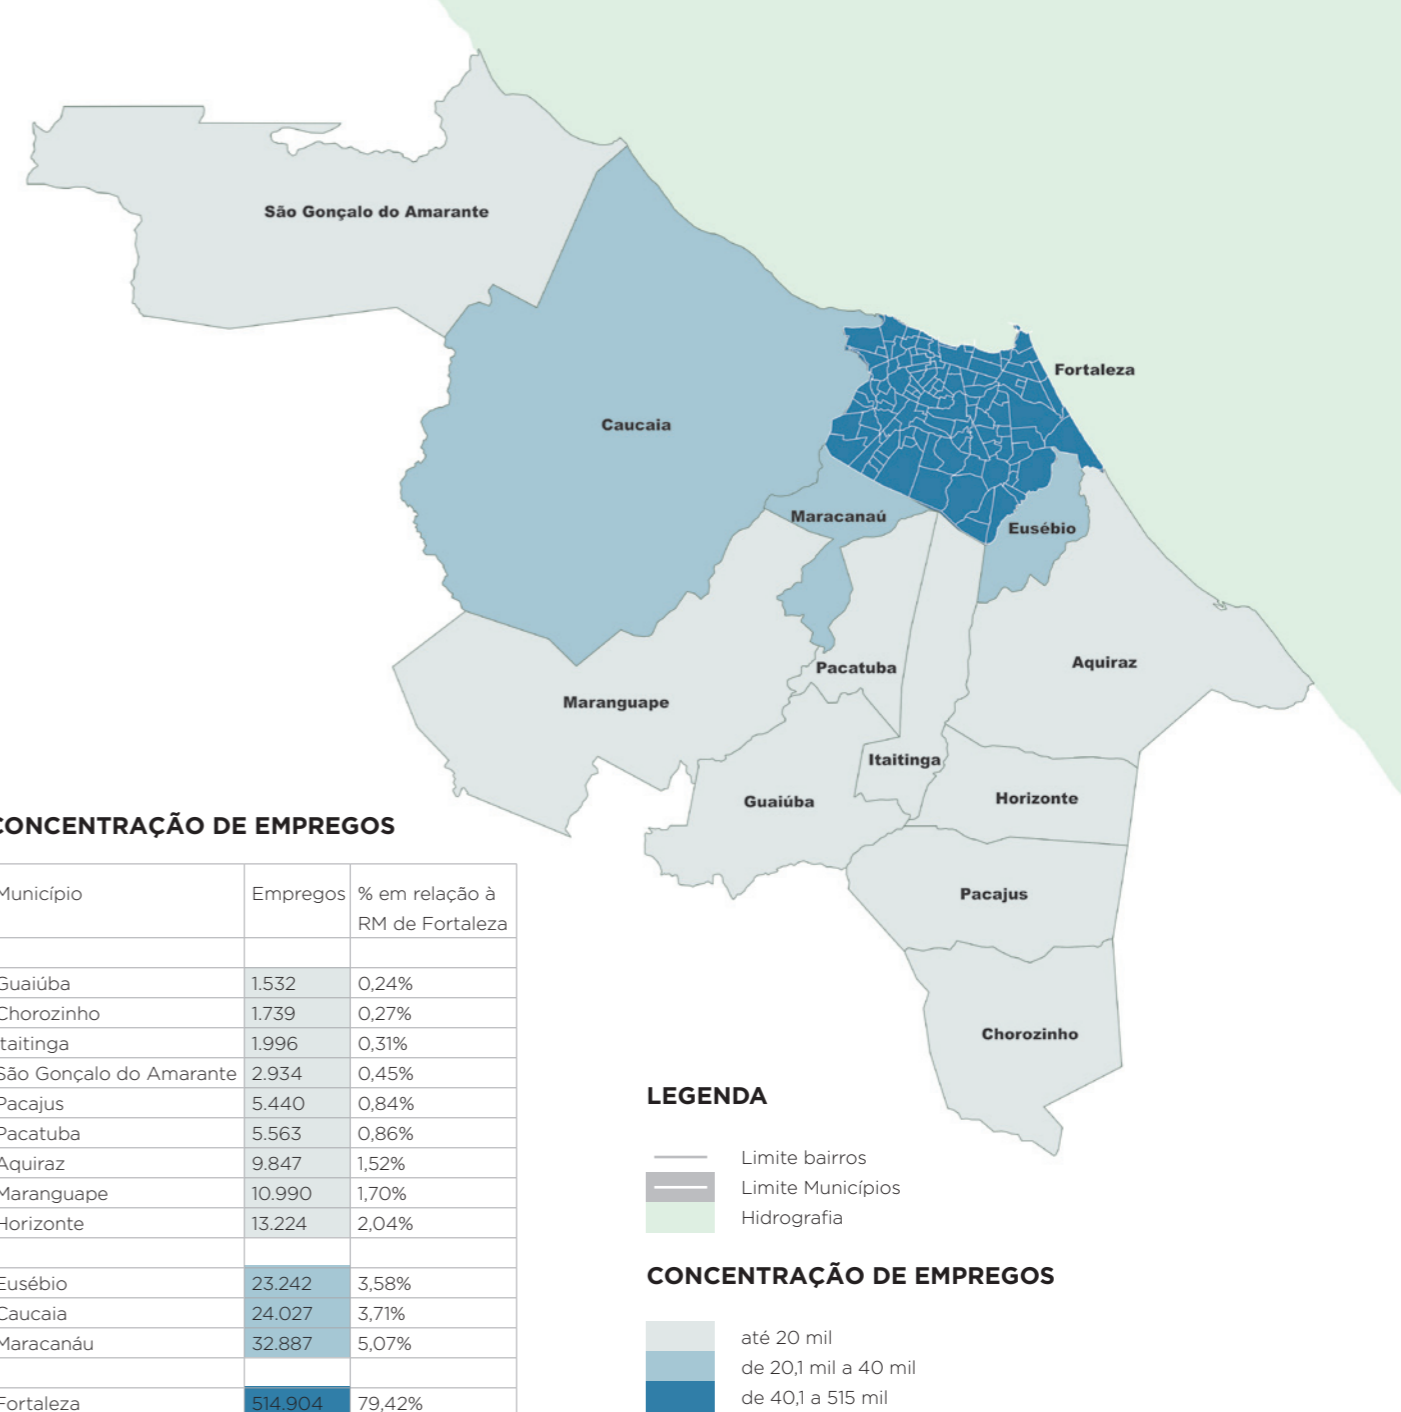 São Gonçalo do Amarante
Fortaleza
Caucaia
Maracanaú
Eusébio
Pacatuba
Aquiraz
Maranguape
Itaitinga
Guaiúba
Horizonte
Pacajus
Chorozinho
CONCENTRAÇÃO DE EMPREGOS
Município Empregos % em relação à
RM de Fortaleza
Guaiúba 1.532 0,24%
Chorozinho 1.739 0,27%
Itaitinga 1.996 0,31%
São Gonçalo do Amarante 2.934 0,45%
Pacajus 5.440 0,84%
Pacatuba 5.563 0,86%
Aquiraz 9.847 1,52%
Maranguape 10.990 1,70%
Horizonte 13.224 2,04%
Eusébio 23.242 3,58%
Caucaia 24.027 3,71%
Maracanáu 32.887 5,07%
Fortaleza 514.904 79,42%
LEGENDA
Limite bairros
Limite Municípios
Hidrografia
CONCENTRAÇÃO DE EMPREGOS
até 20 mil
de 20,1 mil a 40 mil
de 40,1 a 515 mil